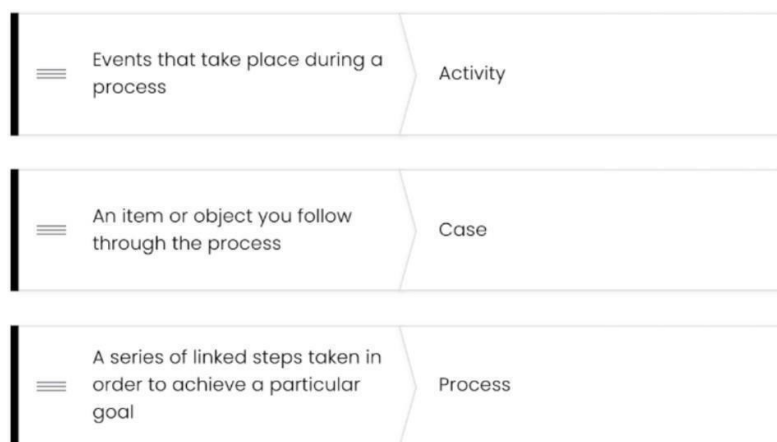 Events that take place during a
process
Activity
An item or object you follow
through the process
Case
A series of linked steps taken in
order to achieve a particular
goal
Process